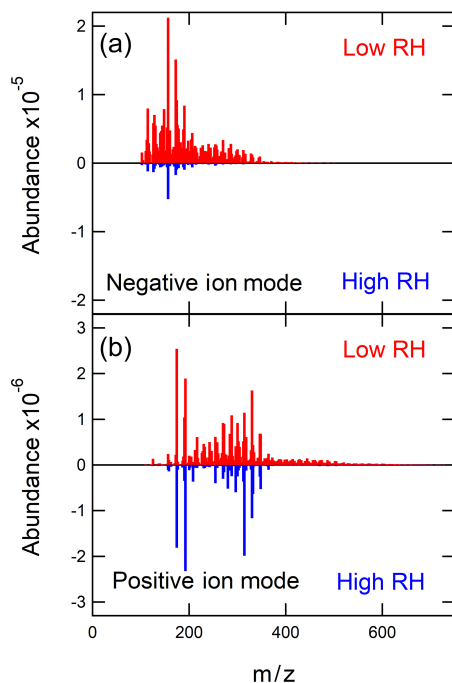 (a)
Low RH
2
1
0
-1
-2
Abundance x10-5
Negative ion mode
High RH
(b)
Low RH
3
2
1
0
-1
-2
-3
Abundance x10-6
Positive ion mode
High RH
0
200
400
600
m/z